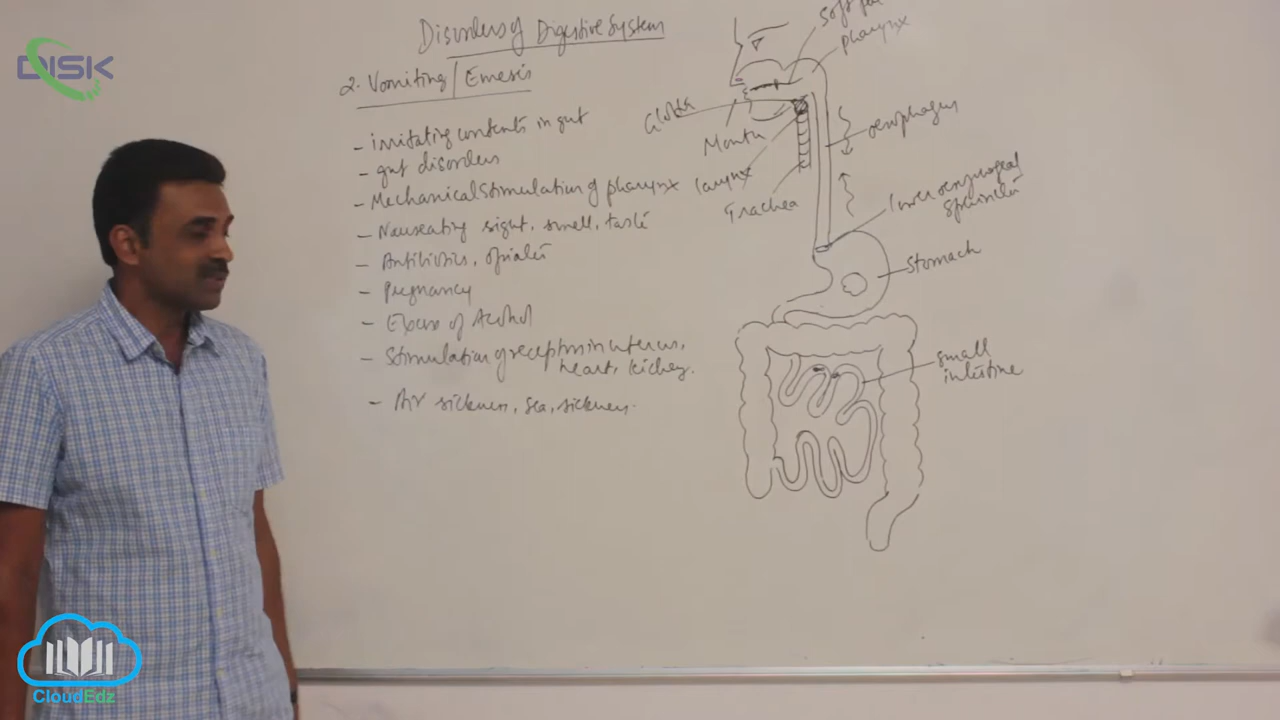 DISK
Disorders of Digestive System
2. Vomiting / Emesis
- irritating contents in gut
- gut disorders
- Mechanical stimulation of pharynx
- Nauseating sight, smell, taste
- Antibiotics, opiates
- Pregnancy
- Excess of Alcohol
- Stimulation of receptors in uterus,
heart, kidney.
- Air sickness, sea, sickness.
soft
pharynx
Glottis
Mouth
larynx
Trachea
oesophagus
lower oesophageal
sphincter
stomach
small
intestine
CloudEdz